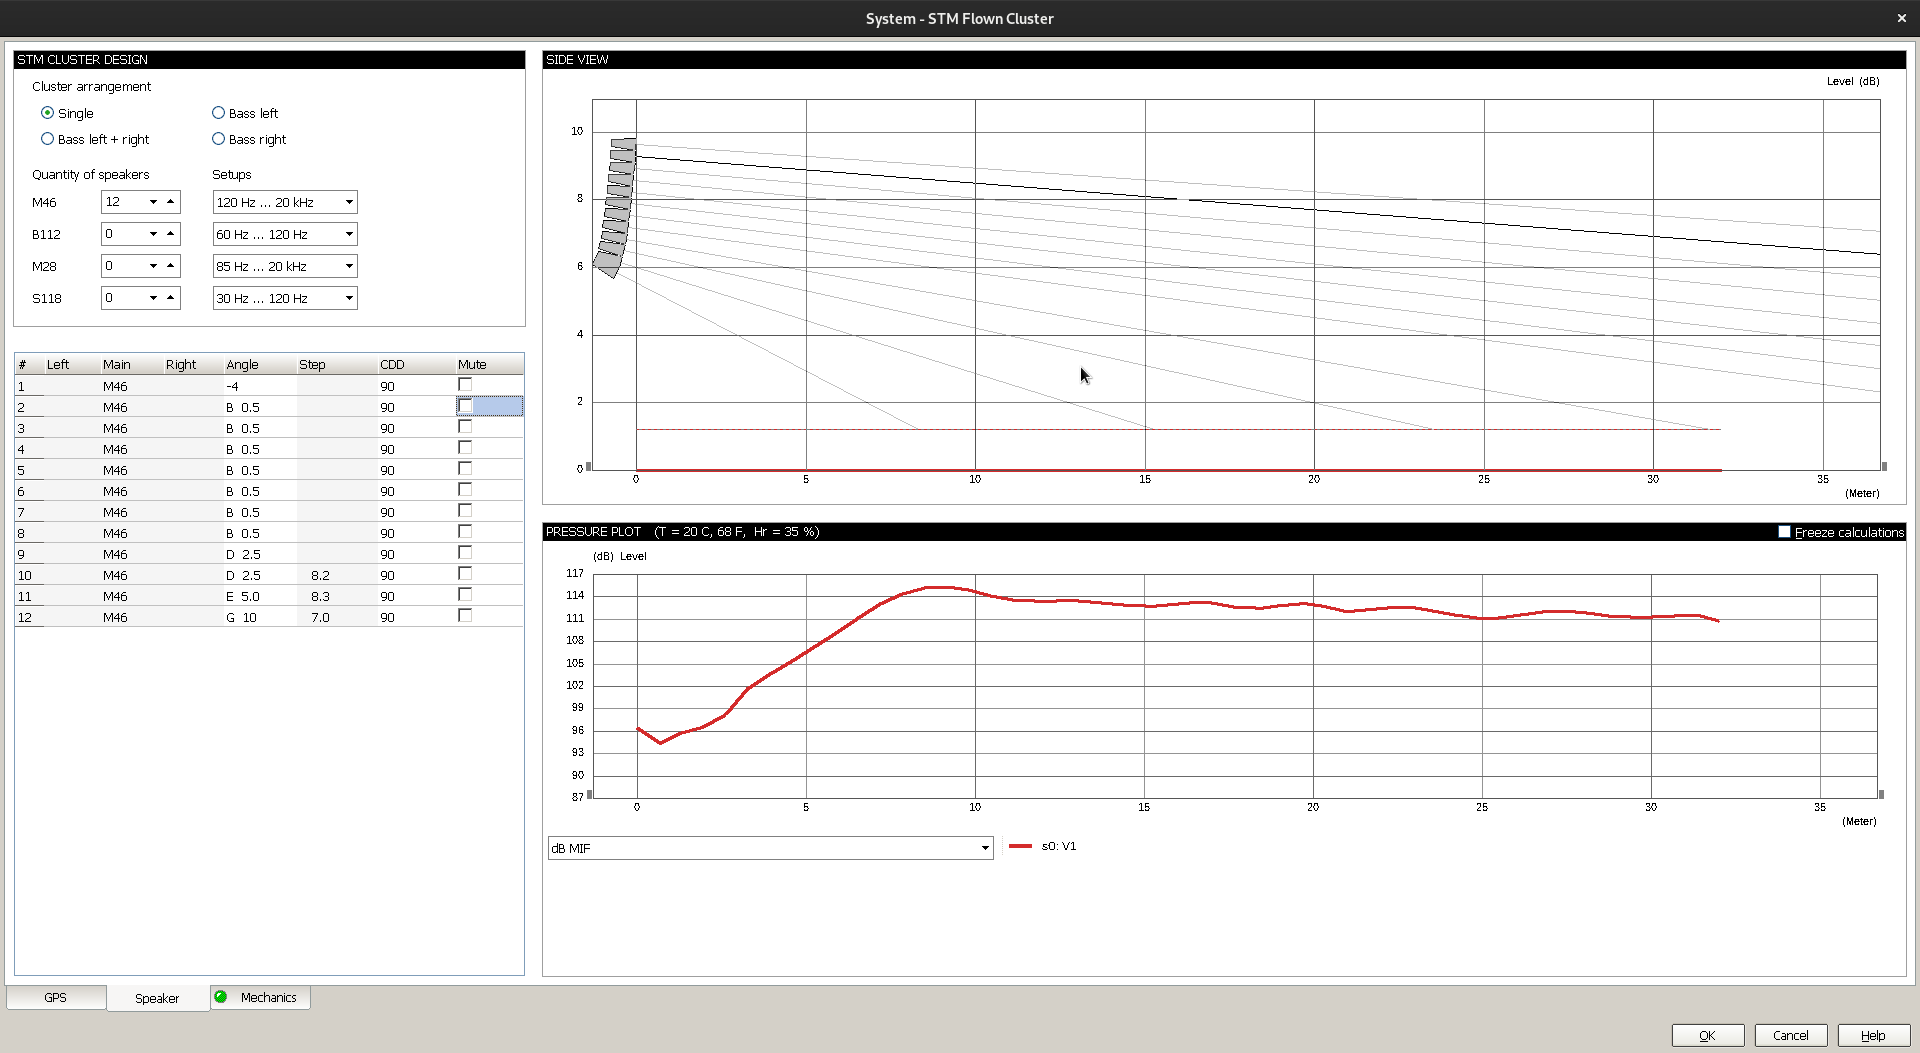 System - STM Flown Cluster
STM CLUSTER DESIGN
Cluster arrangement
Single
Bass left
Bass left + right
Bass right
Quantity of speakers
Setups
M46 12 120 Hz ... 20 kHz
B112 0 60 Hz ... 120 Hz
M28 0 85 Hz ... 20 kHz
S118 0 30 Hz ... 120 Hz
# Left Main Right Angle Step CDD Mute
1 M46 -4 90
2 M46 B 0.5 90
3 M46 B 0.5 90
4 M46 B 0.5 90
5 M46 B 0.5 90
6 M46 B 0.5 90
7 M46 B 0.5 90
8 M46 B 0.5 90
9 M46 D 2.5 90
10 M46 D 2.5 8.2 90
11 M46 E 5.0 8.3 90
12 M46 G 10 7.0 90
SIDE VIEW
Level (dB)
10
8
6
4
2
0
0 5 10 15 20 25 30 35
(Meter)
PRESSURE PLOT (T = 20 C, 68 F, Hr = 35 %)
Freeze calculations
(dB) Level
117
114
111
108
105
102
99
96
93
90
87
0 5 10 15 20 25 30 35
(Meter)
dB MIF
s0: V1
GPS Speaker Mechanics
OK Cancel Help